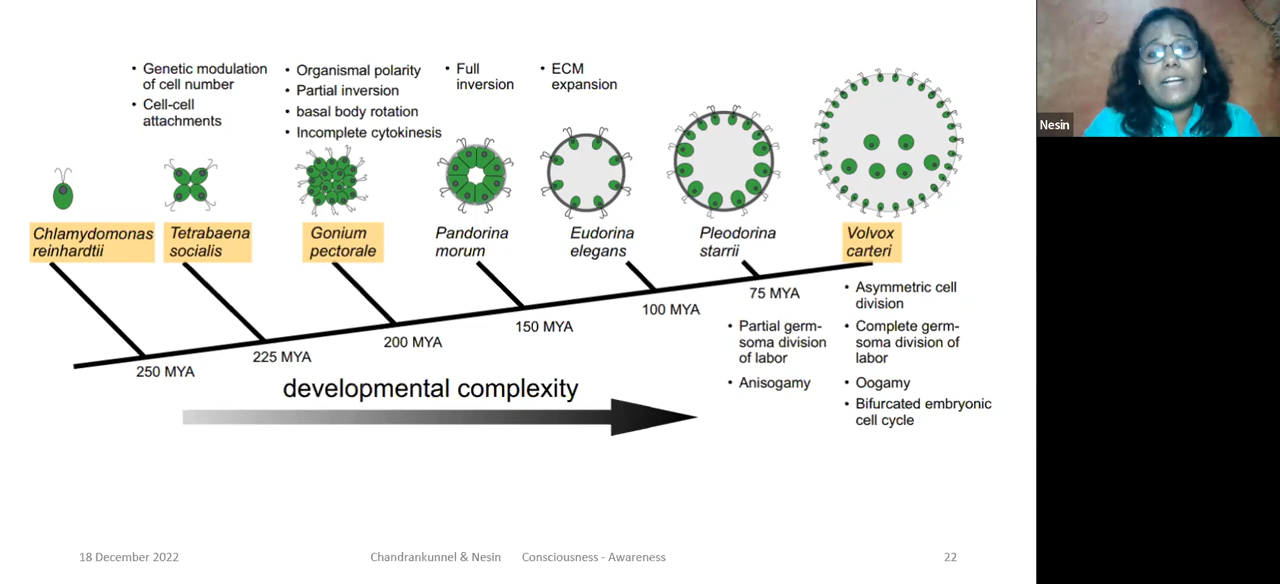 • Genetic modulation
of cell number
• Cell-cell
attachments
• Organismal polarity
• Partial inversion
• basal body rotation
• Incomplete cytokinesis
• Full
inversion
• ECM
expansion
Nesin
Chlamydomonas
reinhardtii
Tetrabaena
socialis
Gonium
pectorale
Pandorina
morum
Eudorina
elegans
Pleodorina
starrii
Volvox
carteri
250 MYA
225 MYA
200 MYA
150 MYA
100 MYA
75 MYA
• Partial germ-
soma division
of labor
• Anisogamy
• Asymmetric cell
division
• Complete germ-
soma division of
labor
• Oogamy
• Bifurcated embryonic
cell cycle
developmental complexity
18 December 2022
Chandrankunnel & Nesin Consciousness - Awareness
22